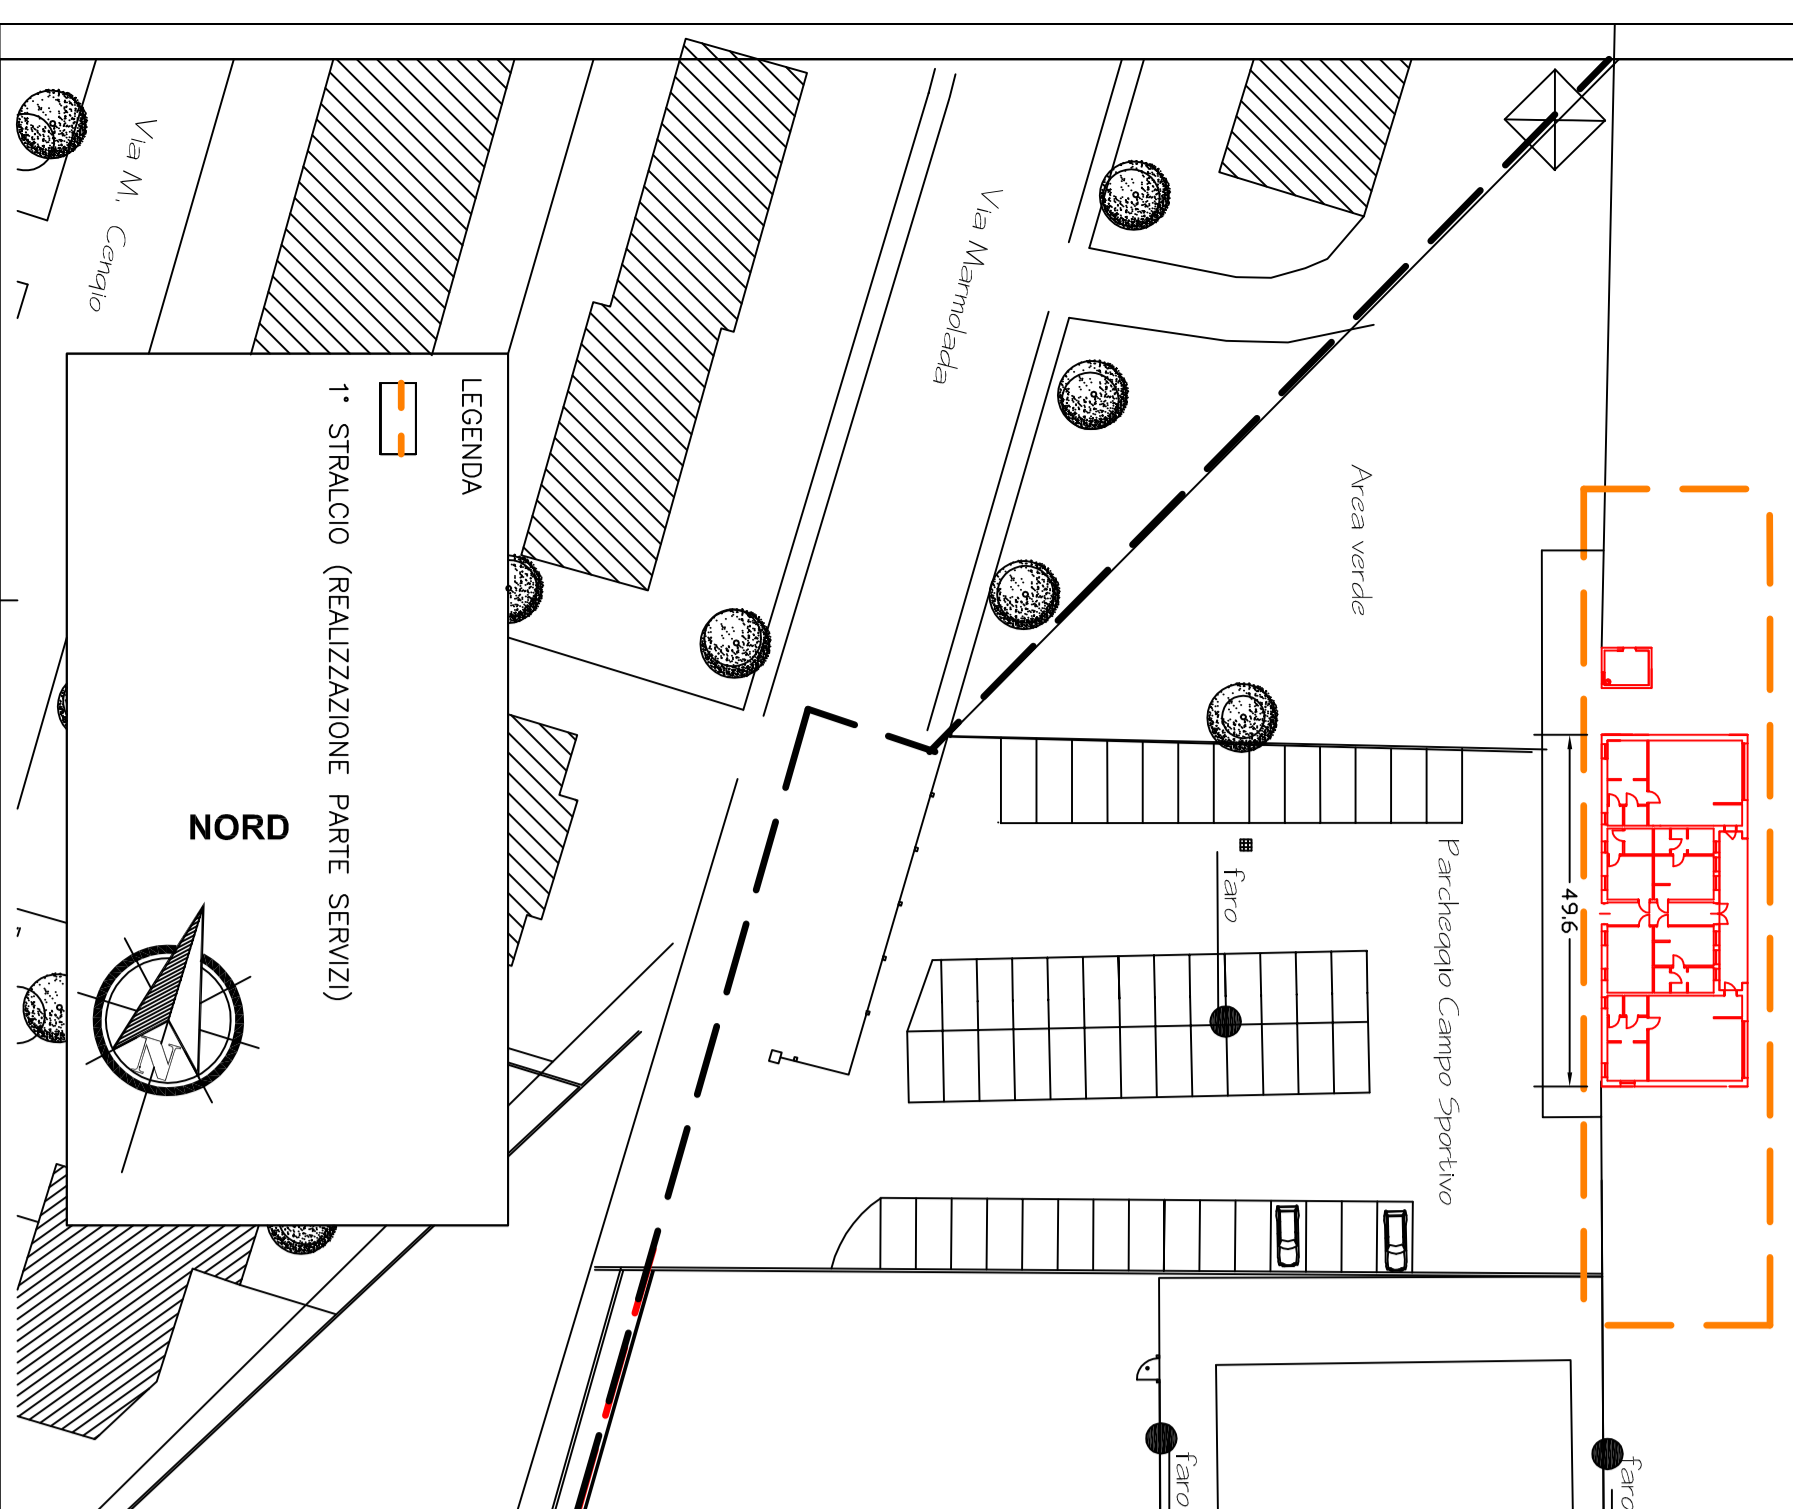 Via M. Cengio
Via Marmolada
Area verde
LEGENDA
1° STRALCIO (REALIZZAZIONE PARTE SERVIZI)
NORD
N
Parcheggio Campo Sportivo
faro
49.6
faro
faro